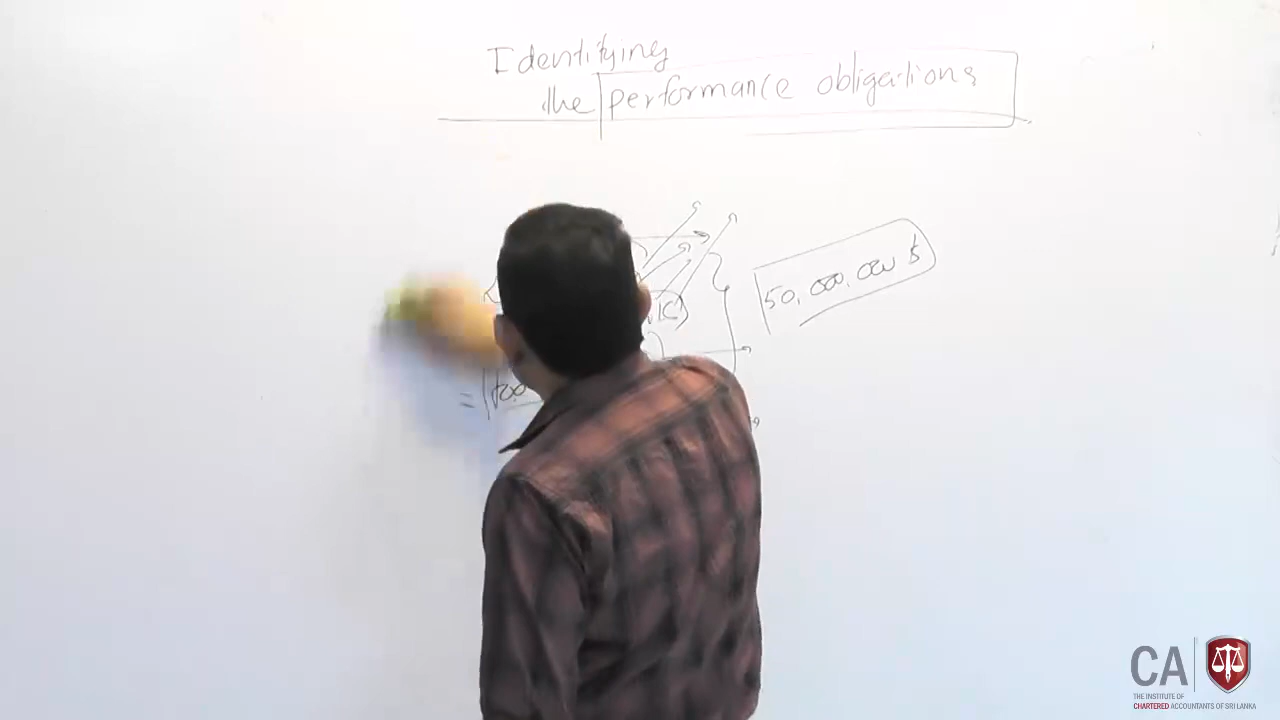 Identifying
the performance obligations
50,000,000 $
CA
THE INSTITUTE OF
CHARTERED ACCOUNTANTS OF SRI LANKA